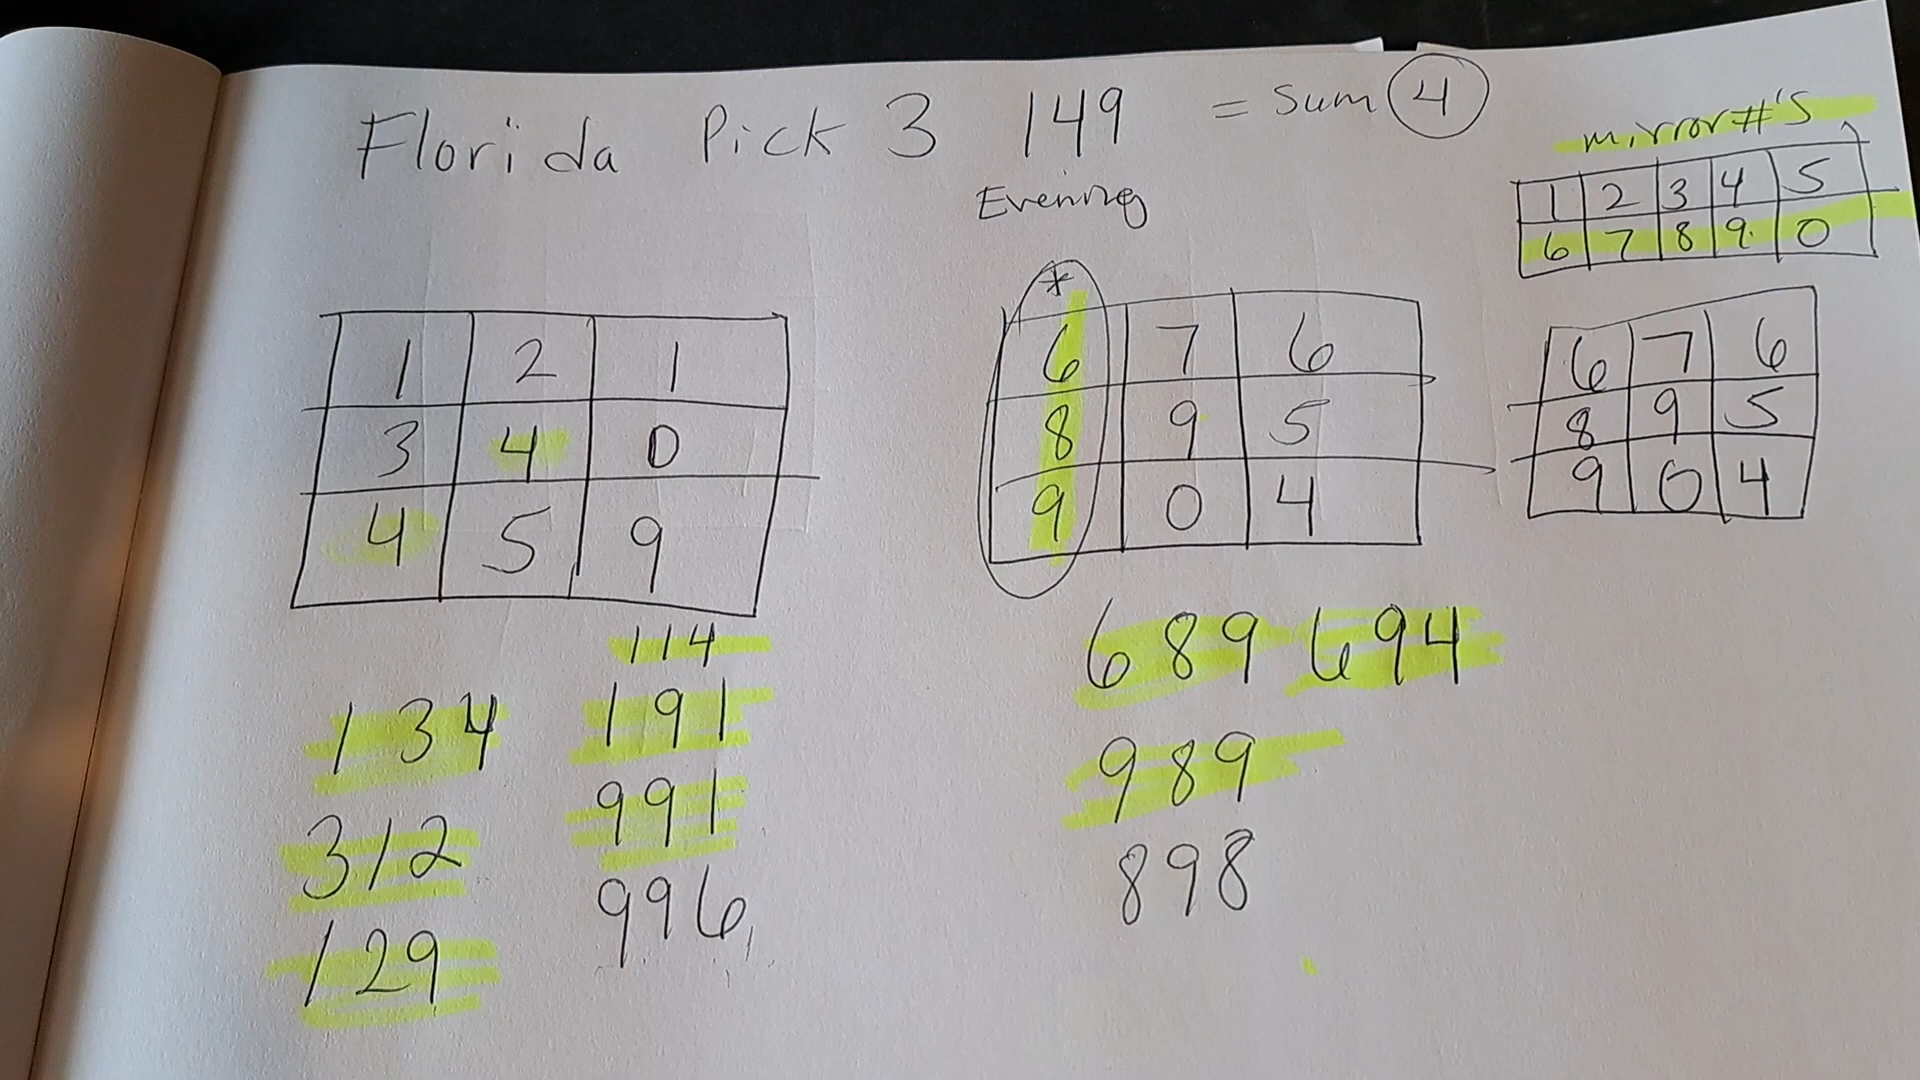 Florida Pick 3 149 = Sum 4
Evening
mirror #'s
1 2 3 4 5
6 7 8 9 0
1 2 1
3 4 0
4 5 9
*
6 7 6
8 9 5
9 0 4
6 7 6
8 9 5
9 0 4
134
312
129
114
191
991
996
689 694
989
898